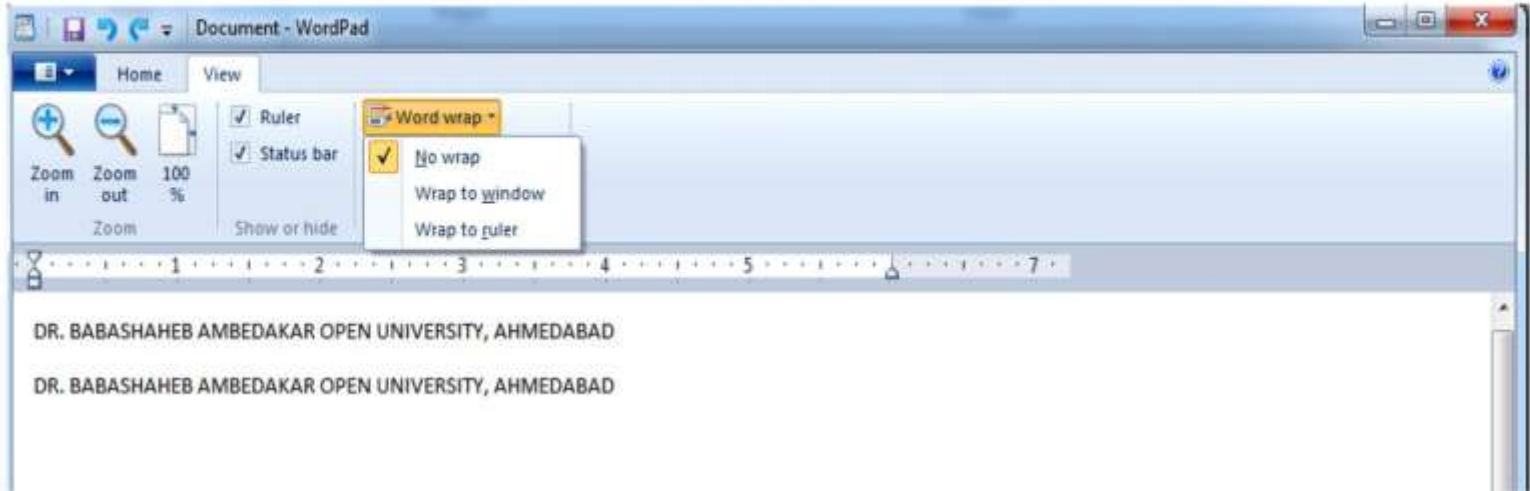 Document - WordPad
Home View
Ruler
Status bar
Word wrap
No wrap
Wrap to window
Wrap to ruler
Zoom in
Zoom out
100 %
Zoom
Show or hide
1 2 3 4 5 7
DR. BABASHAHEB AMBEDAKAR OPEN UNIVERSITY, AHMEDABAD
DR. BABASHAHEB AMBEDAKAR OPEN UNIVERSITY, AHMEDABAD